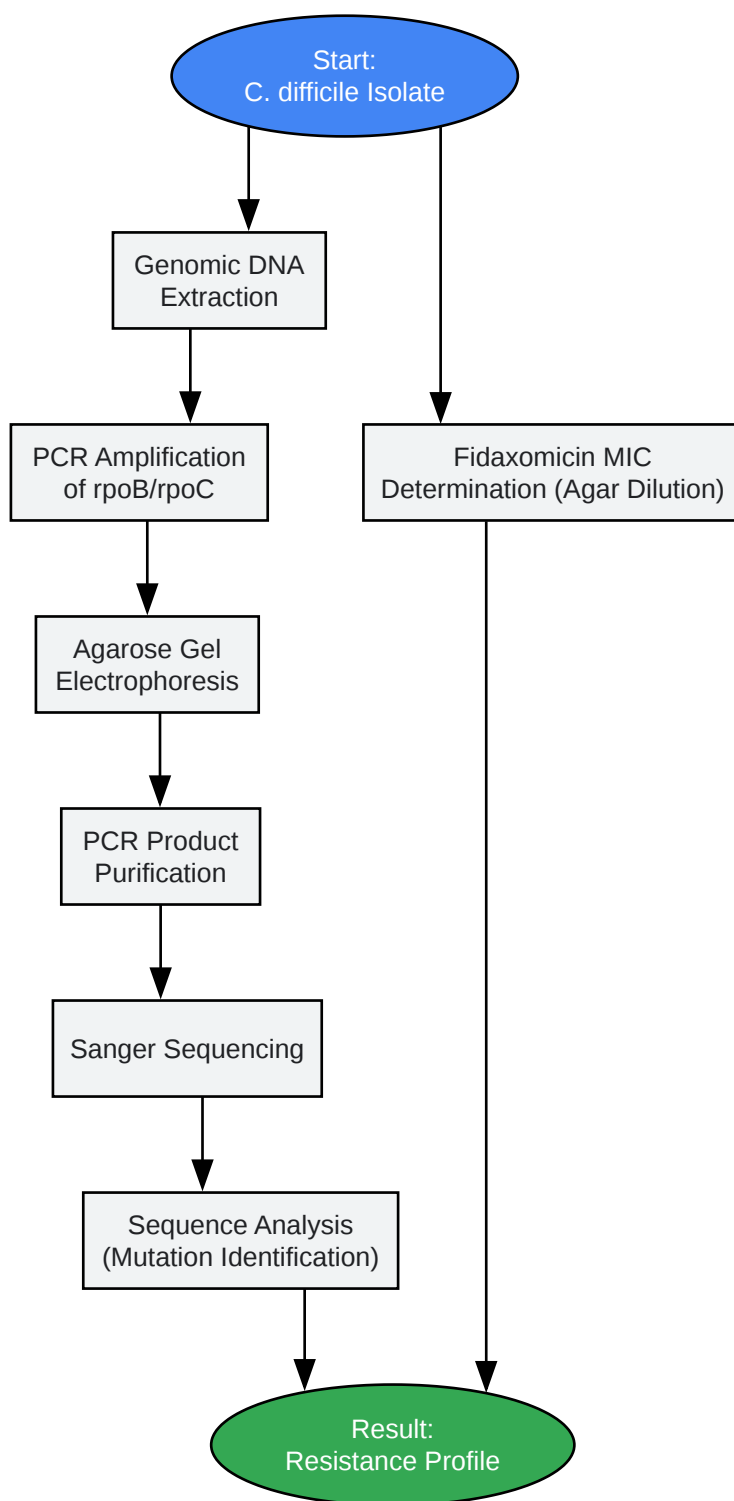 Start:
C. difficile Isolate
Genomic DNA
Extraction
PCR Amplification
of rpoB/rpoC
Fidaxomicin MIC
Determination (Agar Dilution)
Agarose Gel
Electrophoresis
PCR Product
Purification
Sanger Sequencing
Sequence Analysis
(Mutation Identification)
Result:
Resistance Profile